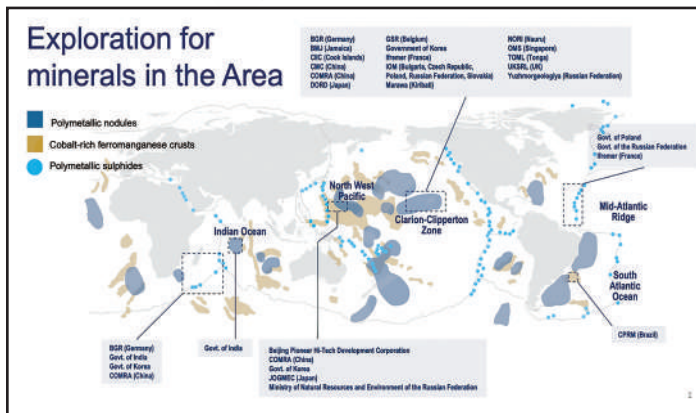 Exploration for
minerals in the Area
Polymetallic nodules
Cobalt-rich ferromanganese crusts
Polymetallic sulphides
BGR (Germany)
BMJ (Jamaica)
CIIC (Cook Islands)
CMC (China)
COMRA (China)
DORD (Japan)
GSR (Belgium)
Government of Korea
Ifremer (France)
IOM (Bulgaria, Czech Republic,
Poland, Russian Federation, Slovakia)
Marawa (Kiribati)
NORI (Nauru)
OMS (Singapore)
TOML (Tonga)
UKSRL (UK)
Yuzhmorgeologiya (Russian Federation)
Govt. of Poland
Govt. of the Russian Federation
Ifremer (France)
North West
Pacific
Clarion-Clipperton
Zone
Mid-Atlantic
Ridge
Indian Ocean
South
Atlantic
Ocean
CPRM (Brazil)
BGR (Germany)
Govt. of India
Govt. of Korea
COMRA (China)
Govt. of India
Beijing Pioneer Hi-Tech Development Corporation
COMRA (China)
Govt. of Korea
JOGMEC (Japan)
Ministry of Natural Resources and Environment of the Russian Federation